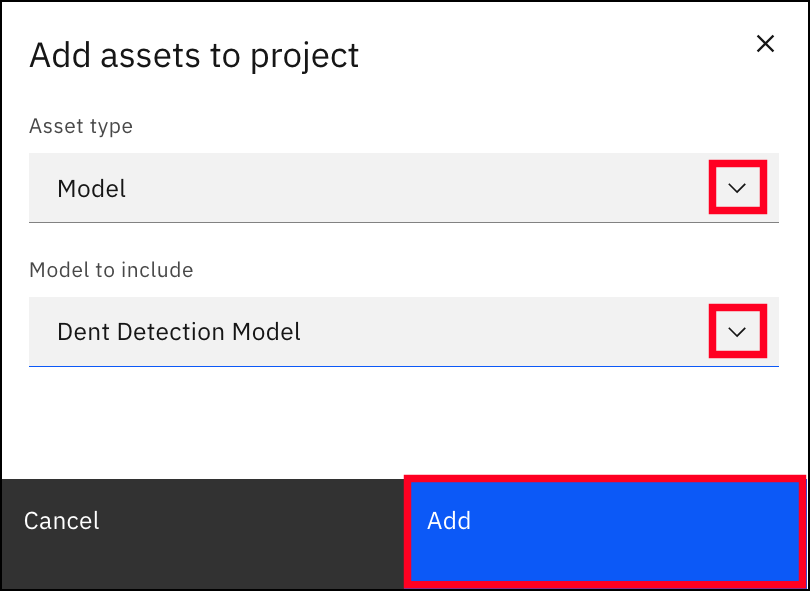 Add assets to project
Asset type
Model
Model to include
Dent Detection Model
Cancel
Add